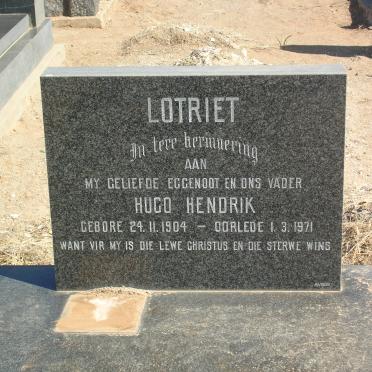 LOTRIET
In tere herinnering
AAN
MY GELIEFDE EGGENOOT EN ONS VADER
HUGO HENDRIK
GEBORE 24.11.1904 — OORLEDE 1.3.1971
WANT VIR MY IS DIE LEWE CHRISTUS EN DIE STERWE WINS